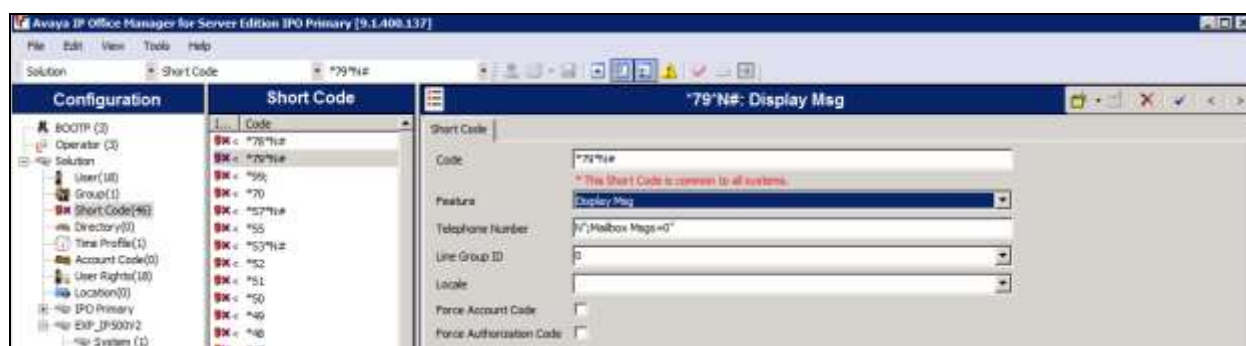 Avaya IP Office Manager for Server Edition IPO Primary [9.1.400.137]
File Edit View Tools Help
Solution Short Code *79*N#
Configuration
BOOTP (3)
Operator (3)
Solution
User(18)
Group(1)
Short Code(46)
Directory(0)
Time Profile(1)
Account Code(0)
User Rights(18)
Location(0)
IPO Primary
EXP_IP500V2
System (1)
Short Code
Code
*78*N#
*79*N#
*99;
*70
*57*N#
*55
*53*N#
*52
*51
*50
*49
*48
*79*N#: Display Msg
Short Code
Code *79*N#
* This Short Code is common to all systems.
Feature Display Msg
Telephone Number N";Mailbox Msgs=0"
Line Group ID 0
Locale
Force Account Code
Force Authorization Code